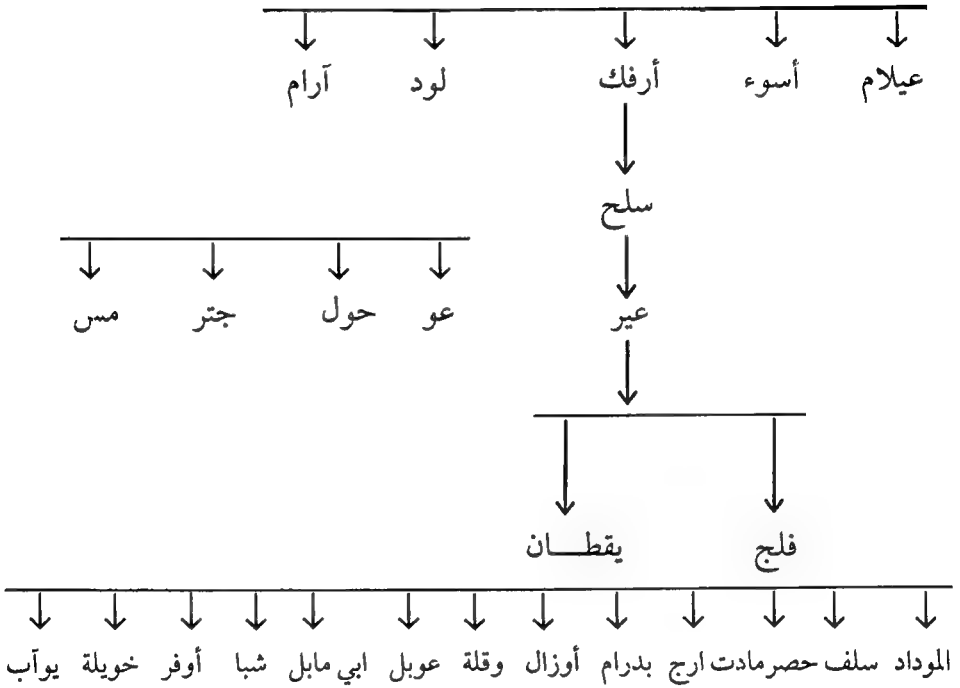 عيلام أسوء أرفك لود آرام
سلح
عو حول جتر مس
عير
فلج يقطــان
الموداد سلف حصرمادت ارج بدرام أوزال وقلة عوبل ابي مابل شبا أوفر خويلة يوآب